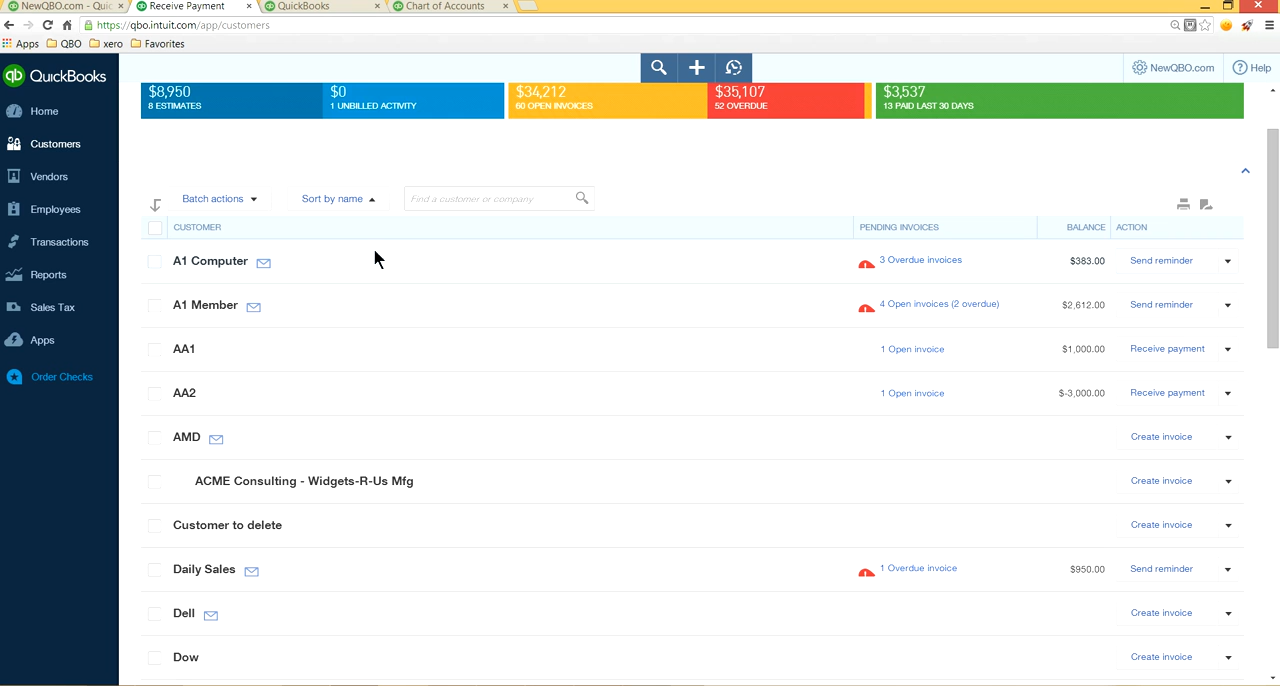 NewQBO.com - Quic × Receive Payment × QuickBooks × Chart of Accounts ×
https://qbo.intuit.com/app/customers
Apps QBO xero Favorites
qb QuickBooks NewQBO.com ? Help
$8,950 $0 $34,212 $35,107 $3,537
8 ESTIMATES 1 UNBILLED ACTIVITY 60 OPEN INVOICES 52 OVERDUE 13 PAID LAST 30 DAYS
Home
Customers
Vendors
Employees
Transactions
Reports
Sales Tax
Apps
Order Checks
Batch actions Sort by name Find a customer or company
CUSTOMER PENDING INVOICES BALANCE ACTION
A1 Computer 3 Overdue invoices $383.00 Send reminder
A1 Member 4 Open invoices (2 overdue) $2,612.00 Send reminder
AA1 1 Open invoice $1,000.00 Receive payment
AA2 1 Open invoice $-3,000.00 Receive payment
AMD Create invoice
ACME Consulting - Widgets-R-Us Mfg Create invoice
Customer to delete Create invoice
Daily Sales 1 Overdue invoice $950.00 Send reminder
Dell Create invoice
Dow Create invoice